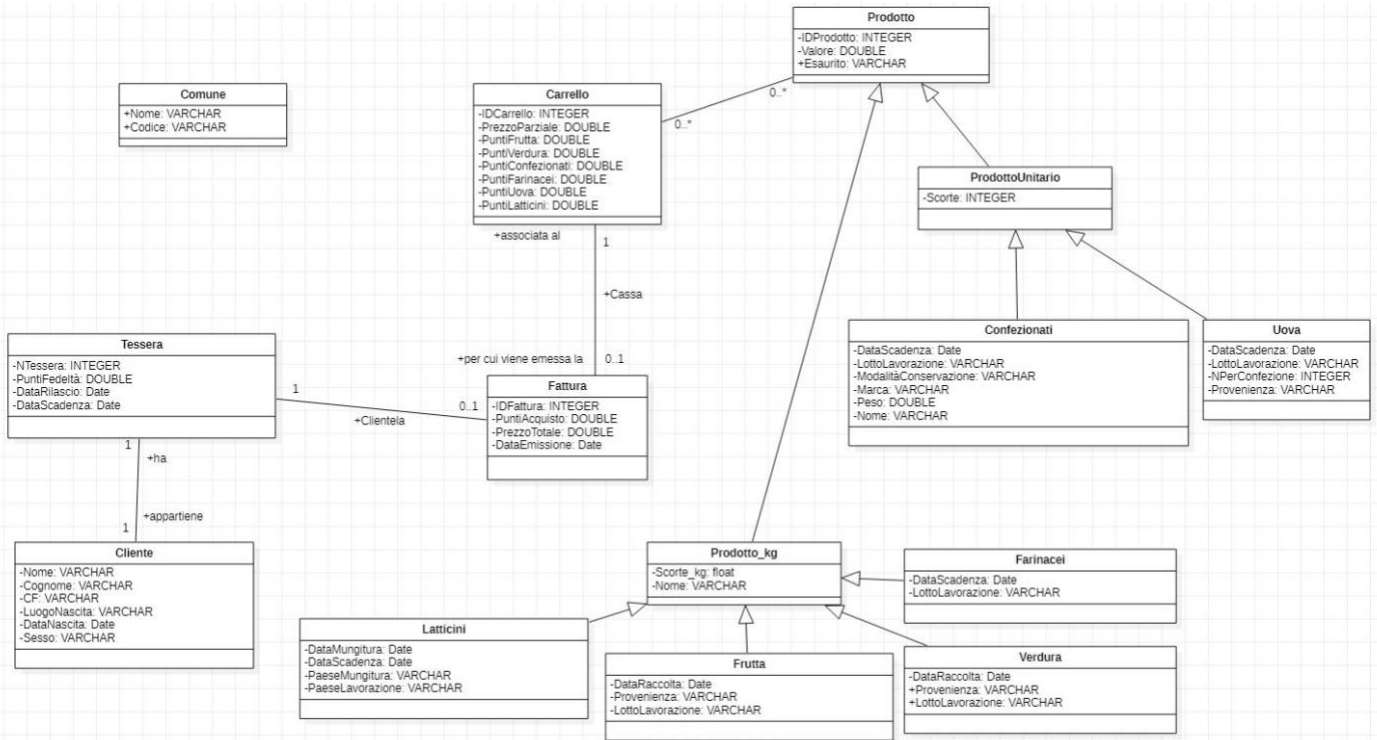 Prodotto
-IDProdotto: INTEGER
-Valore: DOUBLE
+Esaurito: VARCHAR
Comune
+Nome: VARCHAR
+Codice: VARCHAR
Carrello
-IDCarrello: INTEGER
-PrezzoParziale: DOUBLE
-PuntiFrutta: DOUBLE
-PuntiVerdura: DOUBLE
-PuntiConfezionati: DOUBLE
-PuntiFarinacei: DOUBLE
-PuntiUova: DOUBLE
-PuntiLatticini: DOUBLE
0..*
0..*
ProdottoUnitario
-Scorte: INTEGER
+associata al
1
+Cassa
+per cui viene emessa la
0..1
Tessera
-NTessera: INTEGER
-PuntiFedeltà: DOUBLE
-DataRilascio: Date
-DataScadenza: Date
1
0..1
+Clientela
Fattura
-IDFattura: INTEGER
-PuntiAcquisto: DOUBLE
-PrezzoTotale: DOUBLE
-DataEmissione: Date
Confezionati
-DataScadenza: Date
-LottoLavorazione: VARCHAR
-ModalitàConservazione: VARCHAR
-Marca: VARCHAR
-Peso: DOUBLE
-Nome: VARCHAR
Uova
-DataScadenza: Date
-LottoLavorazione: VARCHAR
-NPerConfezione: INTEGER
-Provenienza: VARCHAR
1
+ha
+appartiene
1
Cliente
-Nome: VARCHAR
-Cognome: VARCHAR
-CF: VARCHAR
-LuogoNascita: VARCHAR
-DataNascita: Date
-Sesso: VARCHAR
Prodotto_kg
-Scorte_kg: float
-Nome: VARCHAR
Farinacei
-DataScadenza: Date
-LottoLavorazione: VARCHAR
Latticini
-DataMungitura: Date
-DataScadenza: Date
-PaeseMungitura: VARCHAR
-PaeseLavorazione: VARCHAR
Frutta
-DataRaccolta: Date
-Provenienza: VARCHAR
-LottoLavorazione: VARCHAR
Verdura
-DataRaccolta: Date
+Provenienza: VARCHAR
+LottoLavorazione: VARCHAR